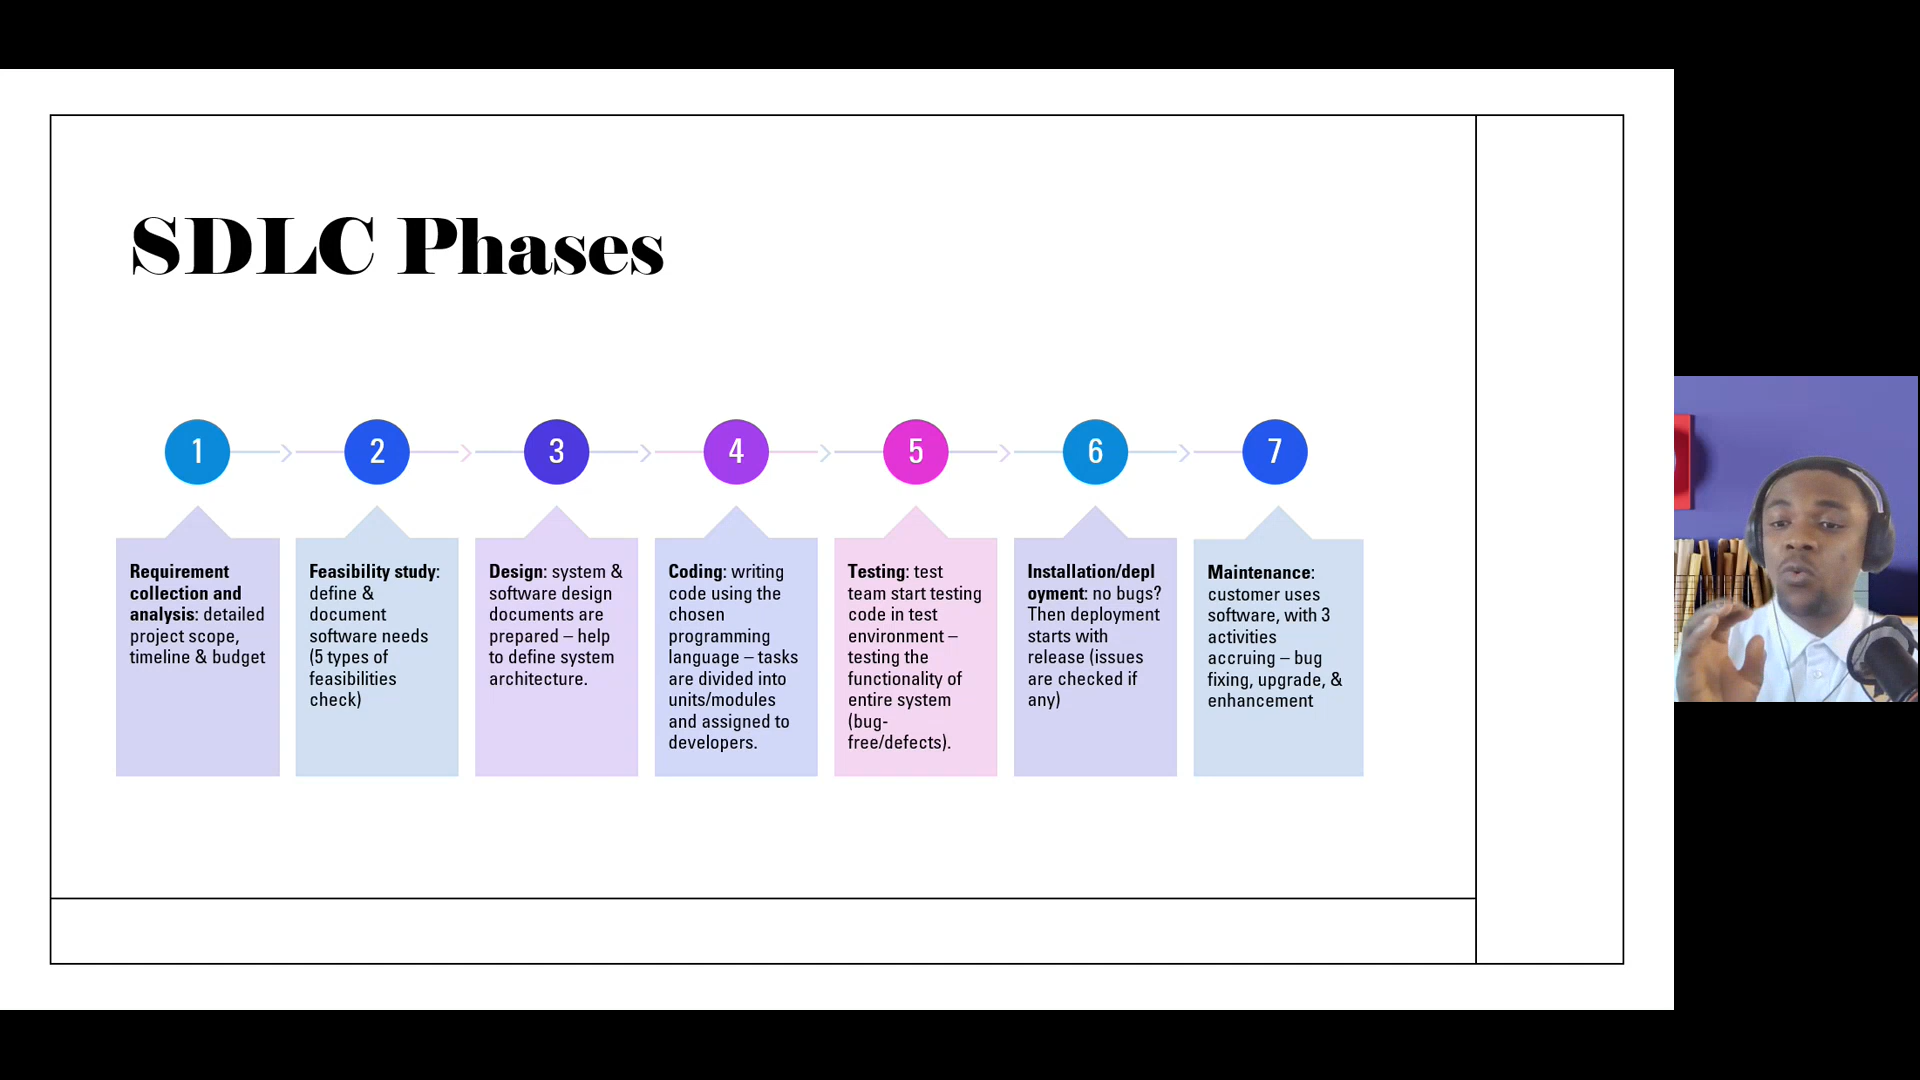 SDLC Phases
1
2
3
4
5
6
7
Requirement
collection and
analysis: detailed
project scope,
timeline & budget
Feasibility study:
define &
document
software needs
(5 types of
feasibilities
check)
Design: system &
software design
documents are
prepared – help
to define system
architecture.
Coding: writing
code using the
chosen
programming
language – tasks
are divided into
units/modules
and assigned to
developers.
Testing: test
team start testing
code in test
environment –
testing the
functionality of
entire system
(bug-
free/defects).
Installation/depl
oyment: no bugs?
Then deployment
starts with
release (issues
are checked if
any)
Maintenance:
customer uses
software, with 3
activities
accruing – bug
fixing, upgrade, &
enhancement